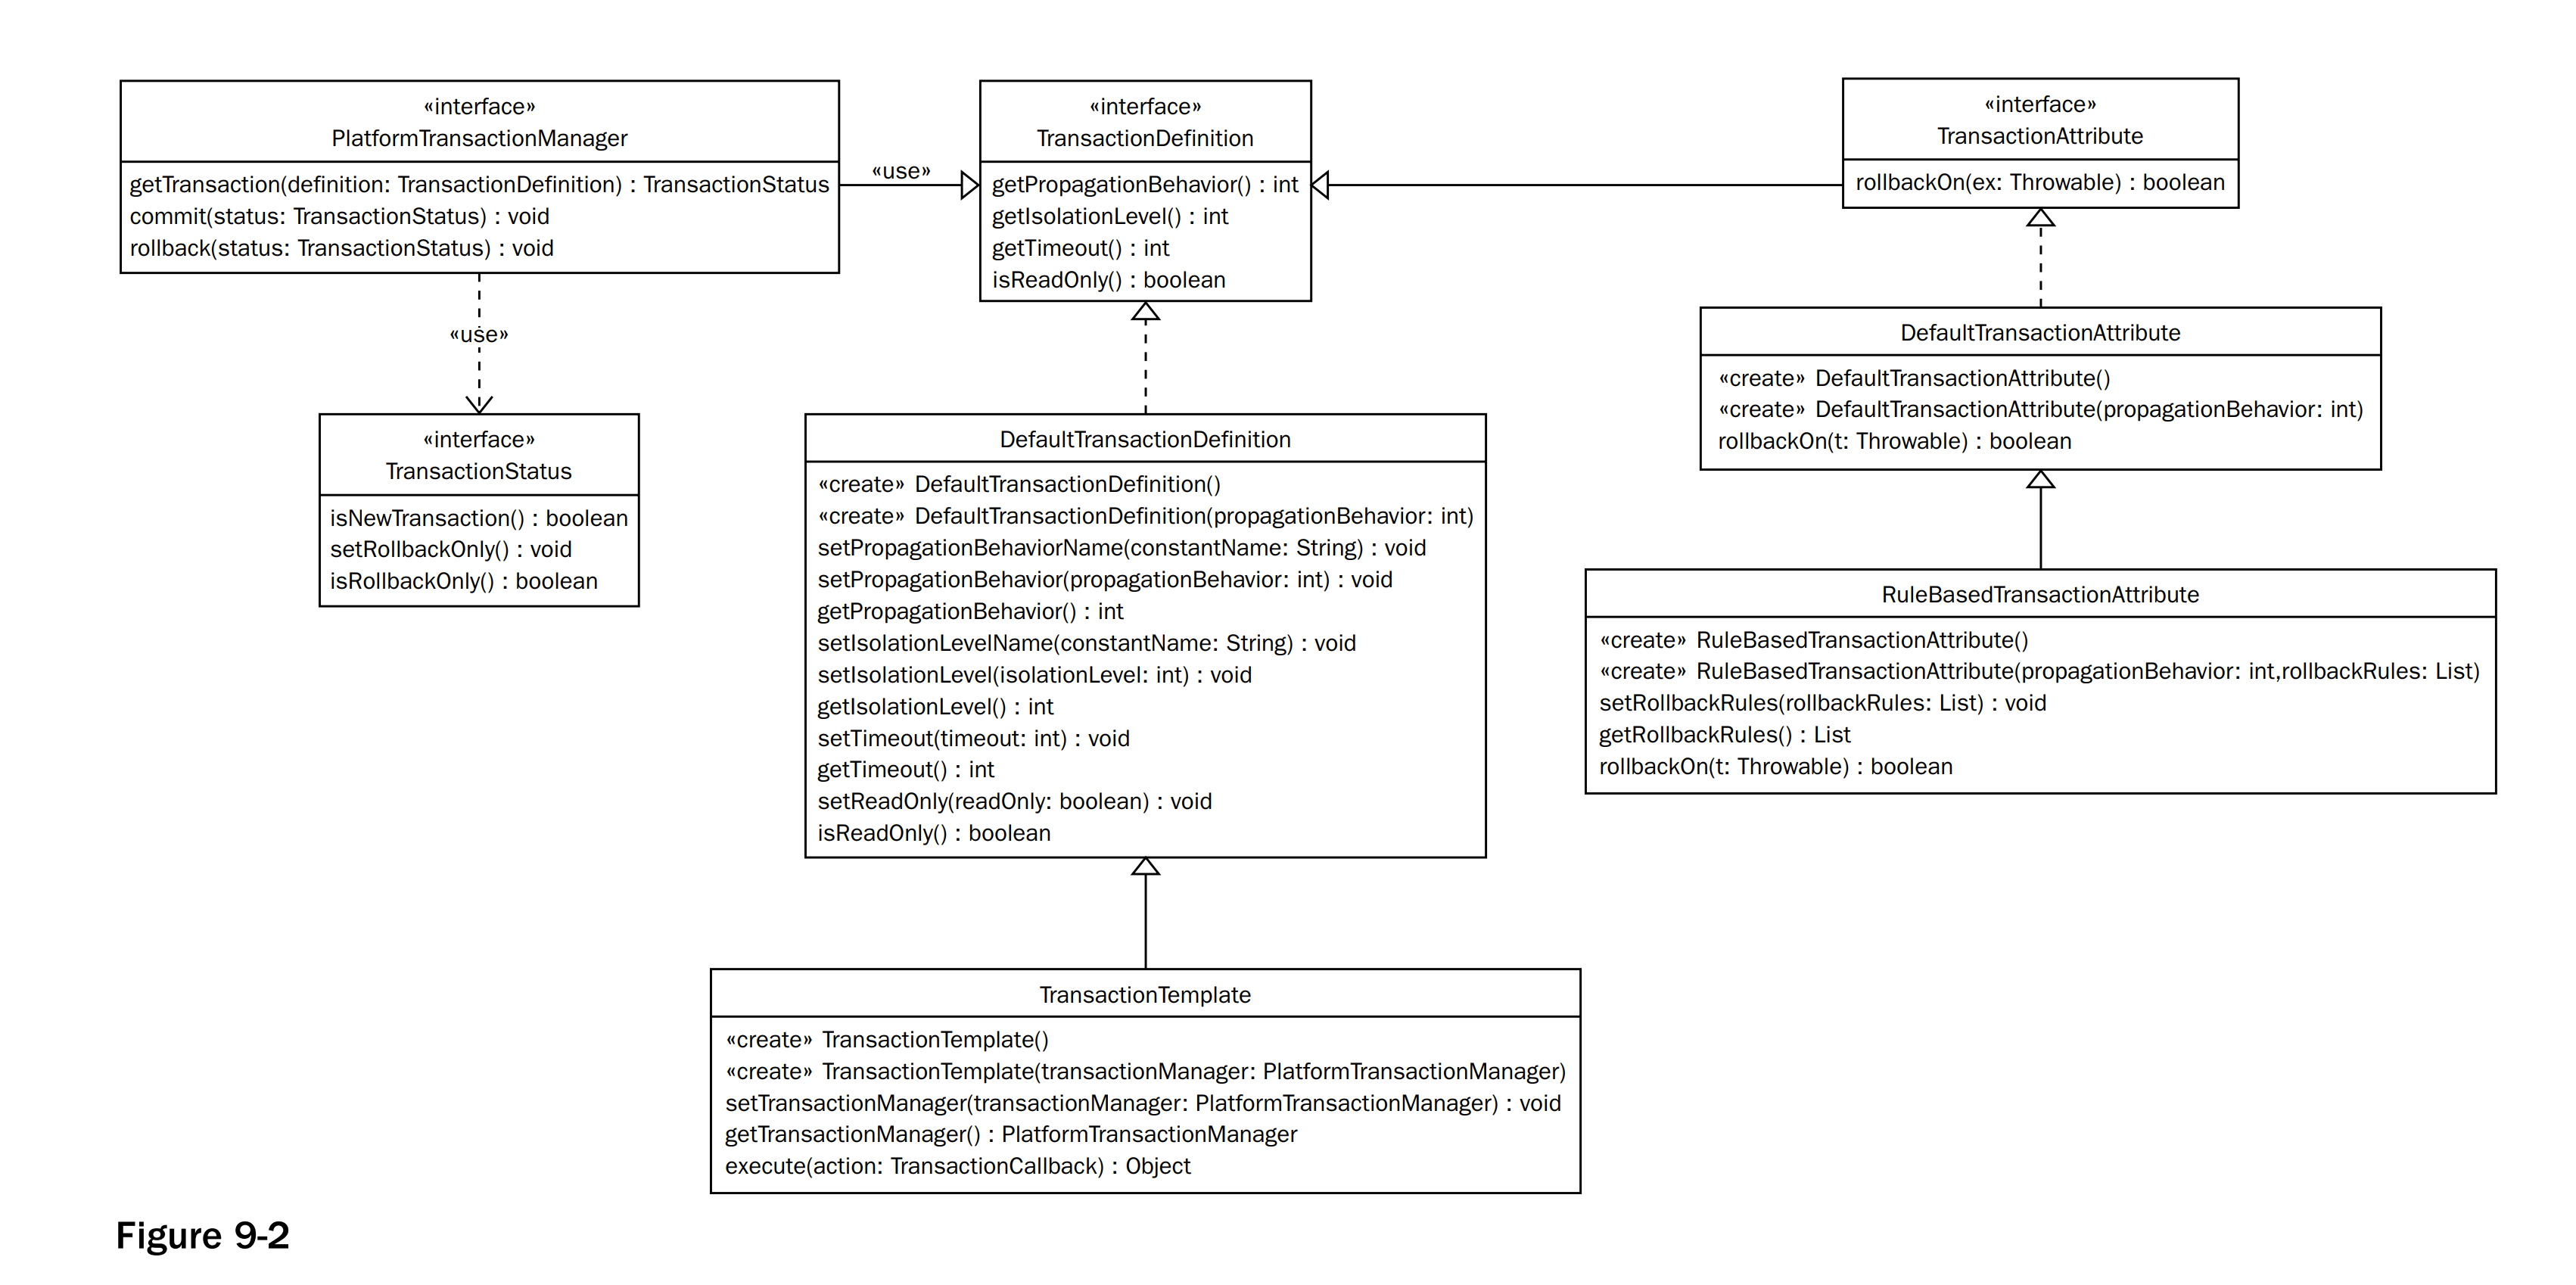 «interface»
PlatformTransactionManager
getTransaction(definition: TransactionDefinition) : TransactionStatus
commit(status: TransactionStatus) : void
rollback(status: TransactionStatus) : void
«use»
«interface»
TransactionDefinition
getPropagationBehavior() : int
getIsolationLevel() : int
getTimeout() : int
isReadOnly() : boolean
«interface»
TransactionAttribute
rollbackOn(ex: Throwable) : boolean
«use»
«interface»
TransactionStatus
isNewTransaction() : boolean
setRollbackOnly() : void
isRollbackOnly() : boolean
DefaultTransactionDefinition
«create» DefaultTransactionDefinition()
«create» DefaultTransactionDefinition(propagationBehavior: int)
setPropagationBehaviorName(constantName: String) : void
setPropagationBehavior(propagationBehavior: int) : void
getPropagationBehavior() : int
setIsolationLevelName(constantName: String) : void
setIsolationLevel(isolationLevel: int) : void
getIsolationLevel() : int
setTimeout(timeout: int) : void
getTimeout() : int
setReadOnly(readOnly: boolean) : void
isReadOnly() : boolean
DefaultTransactionAttribute
«create» DefaultTransactionAttribute()
«create» DefaultTransactionAttribute(propagationBehavior: int)
rollbackOn(t: Throwable) : boolean
RuleBasedTransactionAttribute
«create» RuleBasedTransactionAttribute()
«create» RuleBasedTransactionAttribute(propagationBehavior: int,rollbackRules: List)
setRollbackRules(rollbackRules: List) : void
getRollbackRules() : List
rollbackOn(t: Throwable) : boolean
TransactionTemplate
«create» TransactionTemplate()
«create» TransactionTemplate(transactionManager: PlatformTransactionManager)
setTransactionManager(transactionManager: PlatformTransactionManager) : void
getTransactionManager() : PlatformTransactionManager
execute(action: TransactionCallback) : Object
Figure 9-2